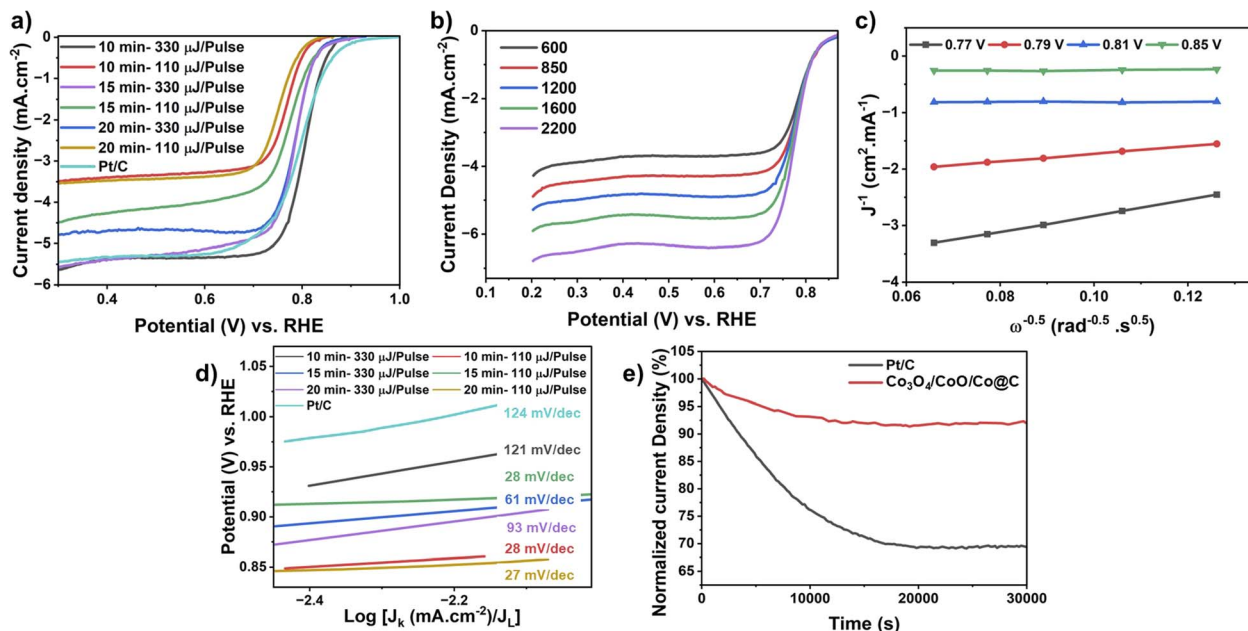 a)
0
−1
−2
−3
−4
−5
−6
Current density (mA.cm⁻²)
10 min- 330 μJ/Pulse
10 min- 110 μJ/Pulse
15 min- 330 μJ/Pulse
15 min- 110 μJ/Pulse
20 min- 330 μJ/Pulse
20 min- 110 μJ/Pulse
Pt/C
0.4 0.6 0.8 1.0
Potential (V) vs. RHE
b)
0
−2
−4
−6
Current Density (mA.cm⁻²)
600
850
1200
1600
2200
0.1 0.2 0.3 0.4 0.5 0.6 0.7 0.8
Potential (V) vs. RHE
c)
0.77 V 0.79 V 0.81 V 0.85 V
0
−1
−2
−3
−4
J⁻¹ (cm².mA⁻¹)
0.06 0.08 0.10 0.12
ω⁻⁰·⁵ (rad⁻⁰·⁵ .s⁰·⁵)
d)
10 min- 330 μJ/Pulse 10 min- 110 μJ/Pulse
15 min- 330 μJ/Pulse 15 min- 110 μJ/Pulse
20 min- 330 μJ/Pulse 20 min- 110 μJ/Pulse
Pt/C
1.05
1.00
0.95
0.90
0.85
Potential (V) vs. RHE
124 mV/dec
121 mV/dec
28 mV/dec
61 mV/dec
93 mV/dec
28 mV/dec
27 mV/dec
−2.4 −2.2
Log [Jₖ (mA.cm⁻²)/J_L]
e)
105
100
95
90
85
80
75
70
65
Normalized current Density (%)
Pt/C
Co₃O₄/CoO/Co@C
0 10000 20000 30000
Time (s)